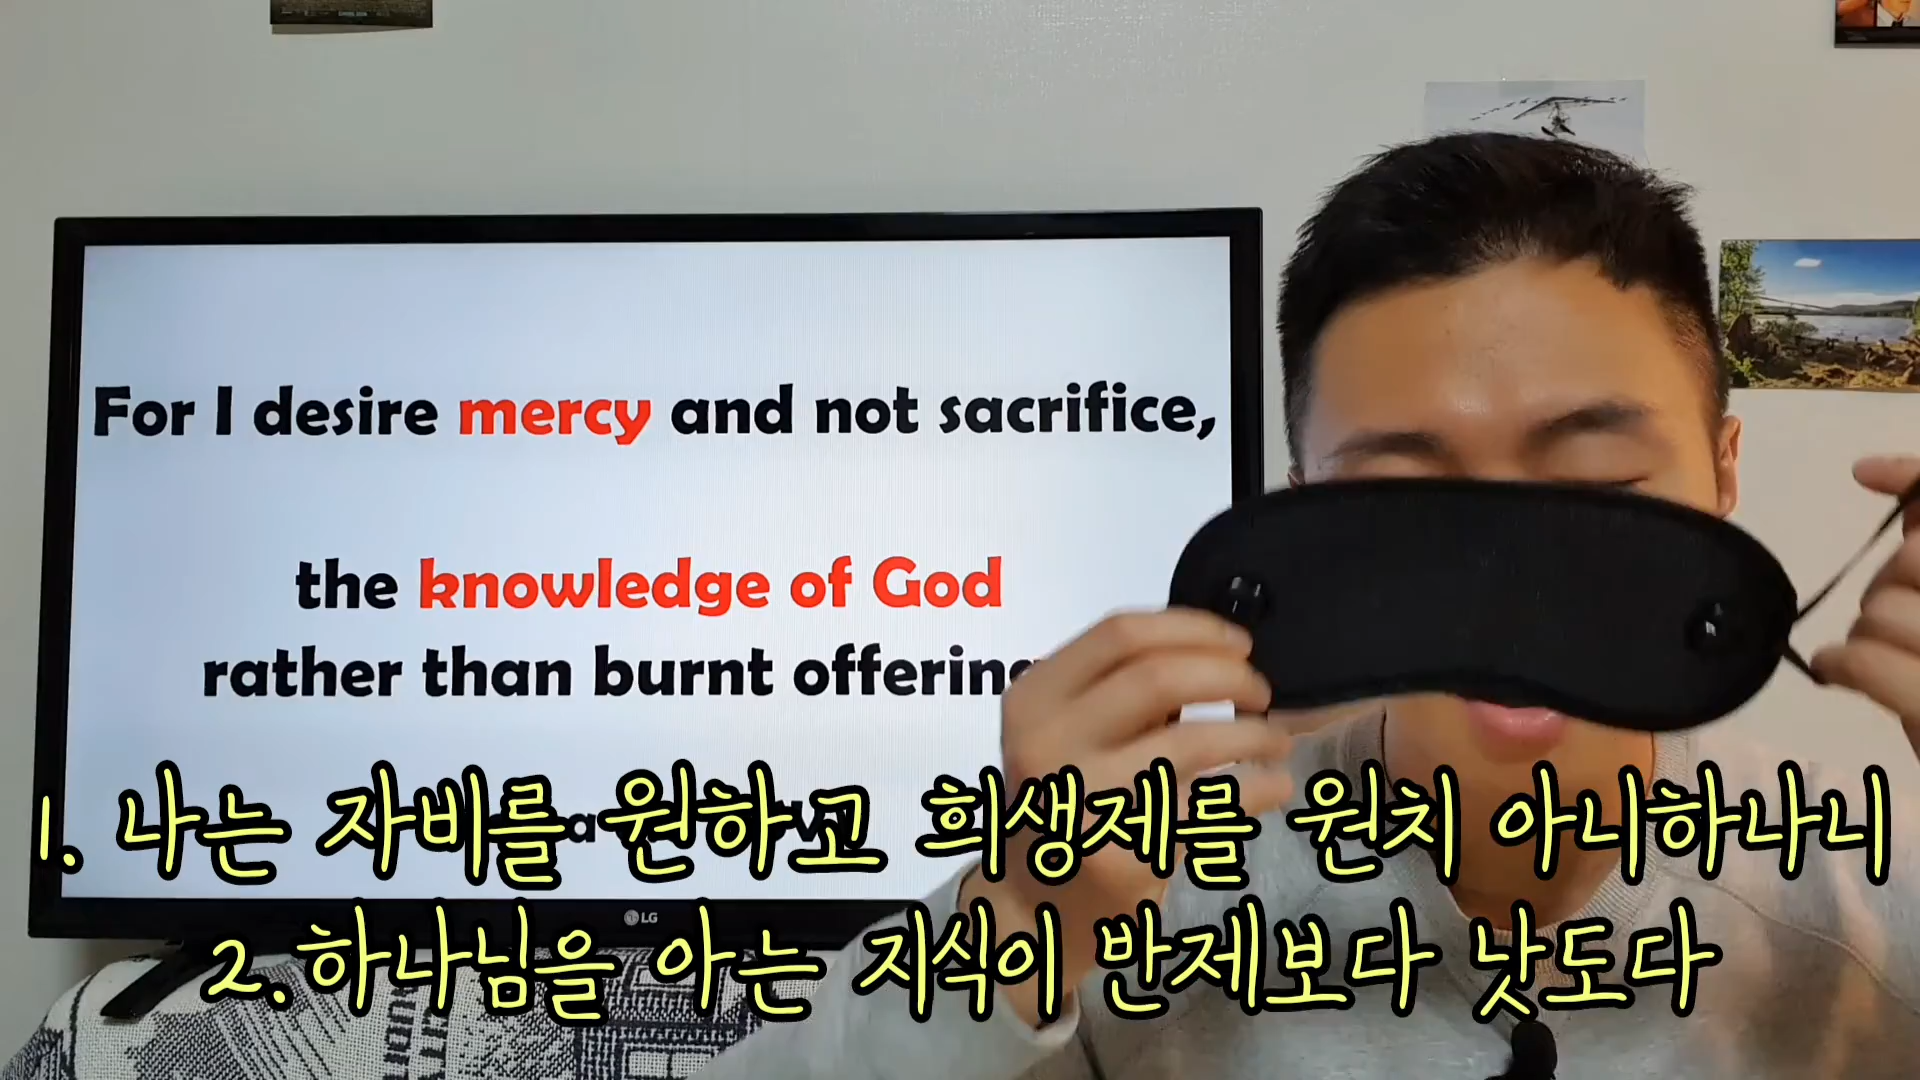 For I desire mercy and not sacrifice,
the knowledge of God
rather than burnt offering
1. 나는 자비를 원하고 희생제를 원치 아니하나니
LG
2. 하나님을 아는 지식이 반제보다 낫도다